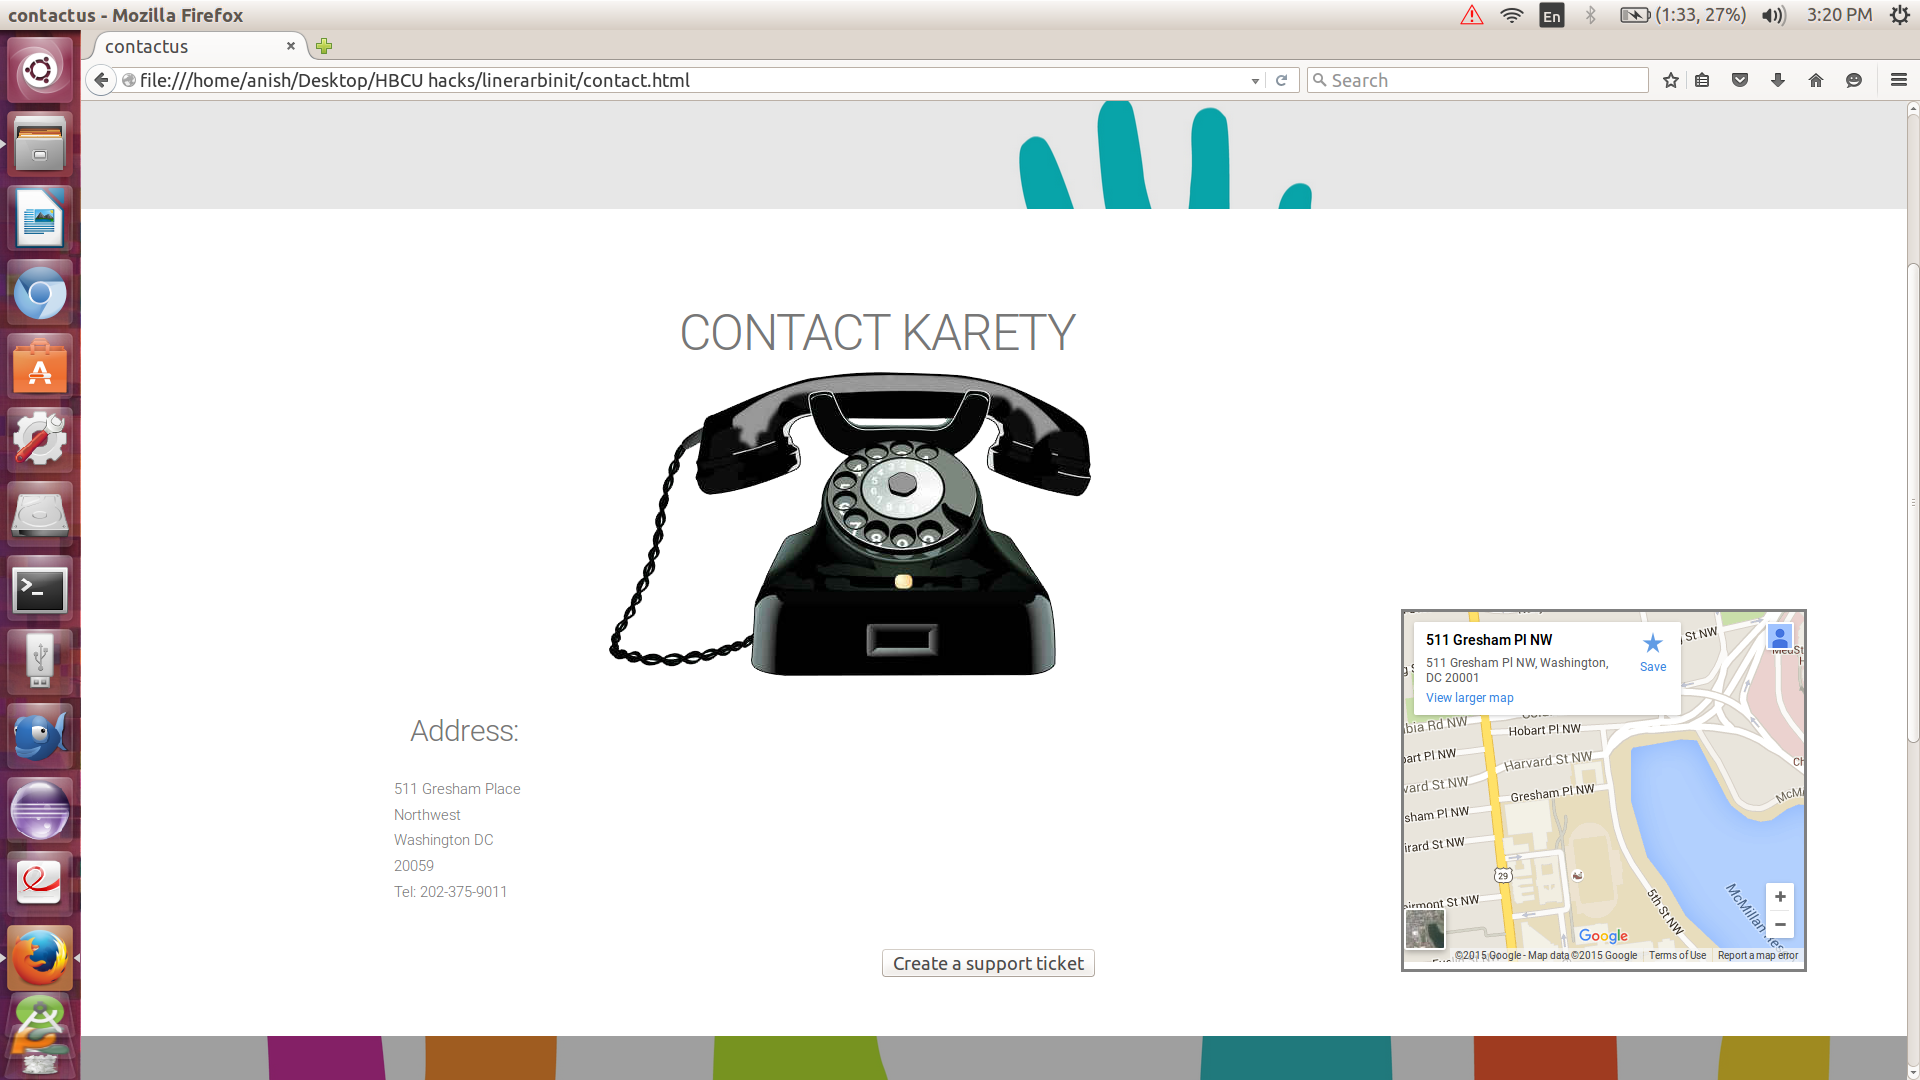 contactus - Mozilla Firefox
En
(1:33, 27%)
3:20 PM
contactus
file:///home/anish/Desktop/HBCU hacks/linerarbinit/contact.html
Search
CONTACT KARETY
Address:
511 Gresham Place
Northwest
Washington DC
20059
Tel: 202-375-9011
Create a support ticket
511 Gresham Pl NW
511 Gresham Pl NW, Washington,
DC 20001
View larger map
Save
St NW
bia Rd NW
Hobart Pl NW
bart Pl NW
Harvard St NW
vard St NW
Gresham Pl NW
sham Pl NW
irard St NW
29
5th St NW
irmont St NW
McMillan
Google
©2015 Google - Map data ©2015 Google
Terms of Use
Report a map error